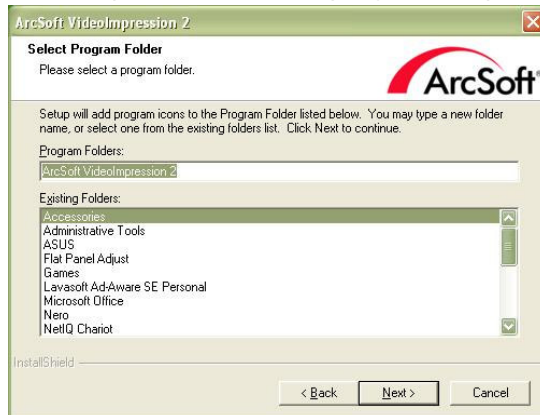 ArcSoft VideoImpression 2
Select Program Folder
Please select a program folder.
ArcSoft
Setup will add program icons to the Program Folder listed below. You may type a new folder
name, or select one from the existing folders list. Click Next to continue.
Program Folders:
ArcSoft VideoImpression 2
Existing Folders:
Accessories
Administrative Tools
ASUS
Flat Panel Adjust
Games
Lavasoft Ad-Aware SE Personal
Microsoft Office
Nero
NetIQ Chariot
InstallShield
< Back
Next >
Cancel